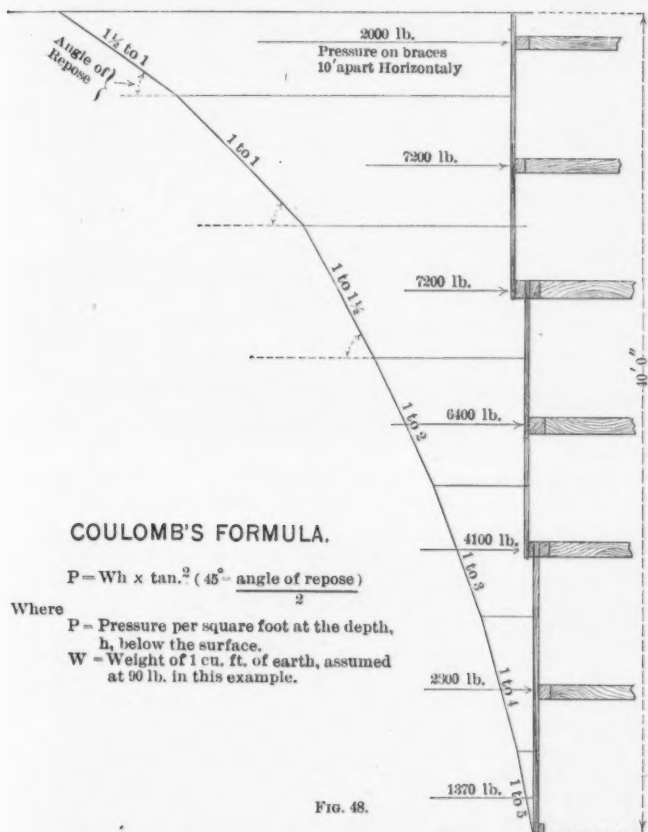 2000 lb.
Pressure on braces
10' apart Horizontaly
1½ to 1
Angle of
Repose
1 to 1
7200 lb.
7200 lb.
1 to 1½
40'0"
6400 lb.
1 to 2
COULOMB'S FORMULA.
4100 lb.
P = Wh x tan.² (45° - angle of repose)
2
1 to 3
Where
P = Pressure per square foot at the depth,
h, below the surface.
W = Weight of 1 cu. ft. of earth, assumed
at 90 lb. in this example.
2300 lb.
1 to 4
1370 lb.
1 to 5
FIG. 48.